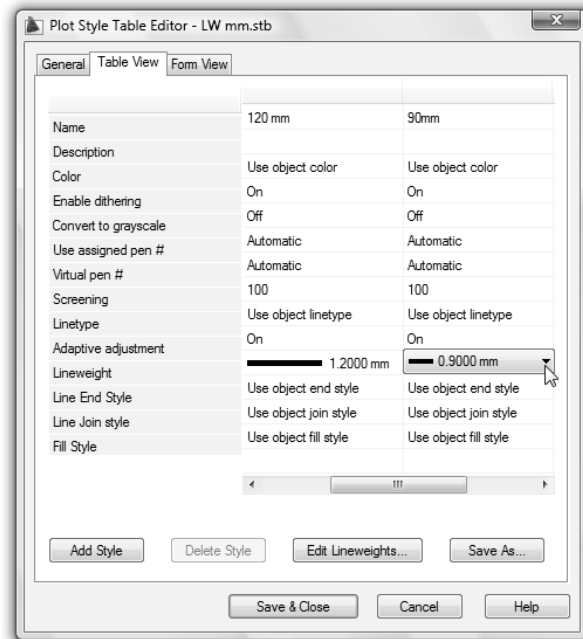 Plot Style Table Editor - LW mm.stb
General Table View Form View
Name 120 mm 90mm
Description
Color Use object color Use object color
Enable dithering On On
Convert to grayscale Off Off
Use assigned pen # Automatic Automatic
Virtual pen # Automatic Automatic
Screening 100 100
Linetype Use object linetype Use object linetype
Adaptive adjustment On On
Lineweight 1.2000 mm 0.9000 mm
Line End Style Use object end style Use object end style
Line Join style Use object join style Use object join style
Fill Style Use object fill style Use object fill style
Add Style Delete Style Edit Lineweights... Save As...
Save & Close Cancel Help